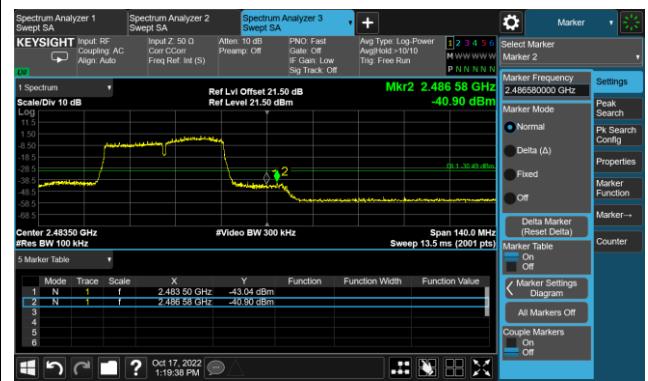 Spectrum Analyzer 1
Swept SA
Spectrum Analyzer 2
Swept SA
Spectrum Analyzer 3
Swept SA
+
Marker
KEYSIGHT
Input: RF
Coupling: AC
Align: Auto
Input Z: 50 Ω
Corr CCorr
Freq Ref: Int (S)
Atten: 10 dB
Preamp: Off
PNO: Fast
Gate: Off
IF Gain: Low
Sig Track: Off
Avg Type: Log-Power
Avg|Hold:>10/10
Trig: Free Run
1 2 3 4 5 6
M W W W W W
P N N N N N
Select Marker
Marker 2
1 Spectrum
Scale/Div 10 dB
Log
Ref Lvl Offset 21.50 dB
Ref Level 21.50 dBm
Mkr2 2.486 58 GHz
-40.90 dBm
11.5
1.50
-8.50
-18.5
-28.5
-38.5
-48.5
-58.5
-68.5
2
Center 2.48350 GHz
#Res BW 100 kHz
#Video BW 300 kHz
Span 140.0 MHz
Sweep 13.5 ms (2001 pts)
5 Marker Table
Mode Trace Scale X Y Function Function Width Function Value
1 N 1 f 2.483 50 GHz -43.04 dBm
2 N 1 f 2.486 58 GHz -40.90 dBm
3
4
5
6
Marker Frequency
2.486580000 GHz
Marker Mode
Normal
Delta (Δ)
Fixed
Off
Delta Marker
(Reset Delta)
Marker Table
On
Off
Marker Settings
Diagram
All Markers Off
Couple Markers
On
Off
Settings
Peak
Search
Pk Search
Config
Properties
Marker
Function
Marker→
Counter
?
Oct 17, 2022
1:19:38 PM